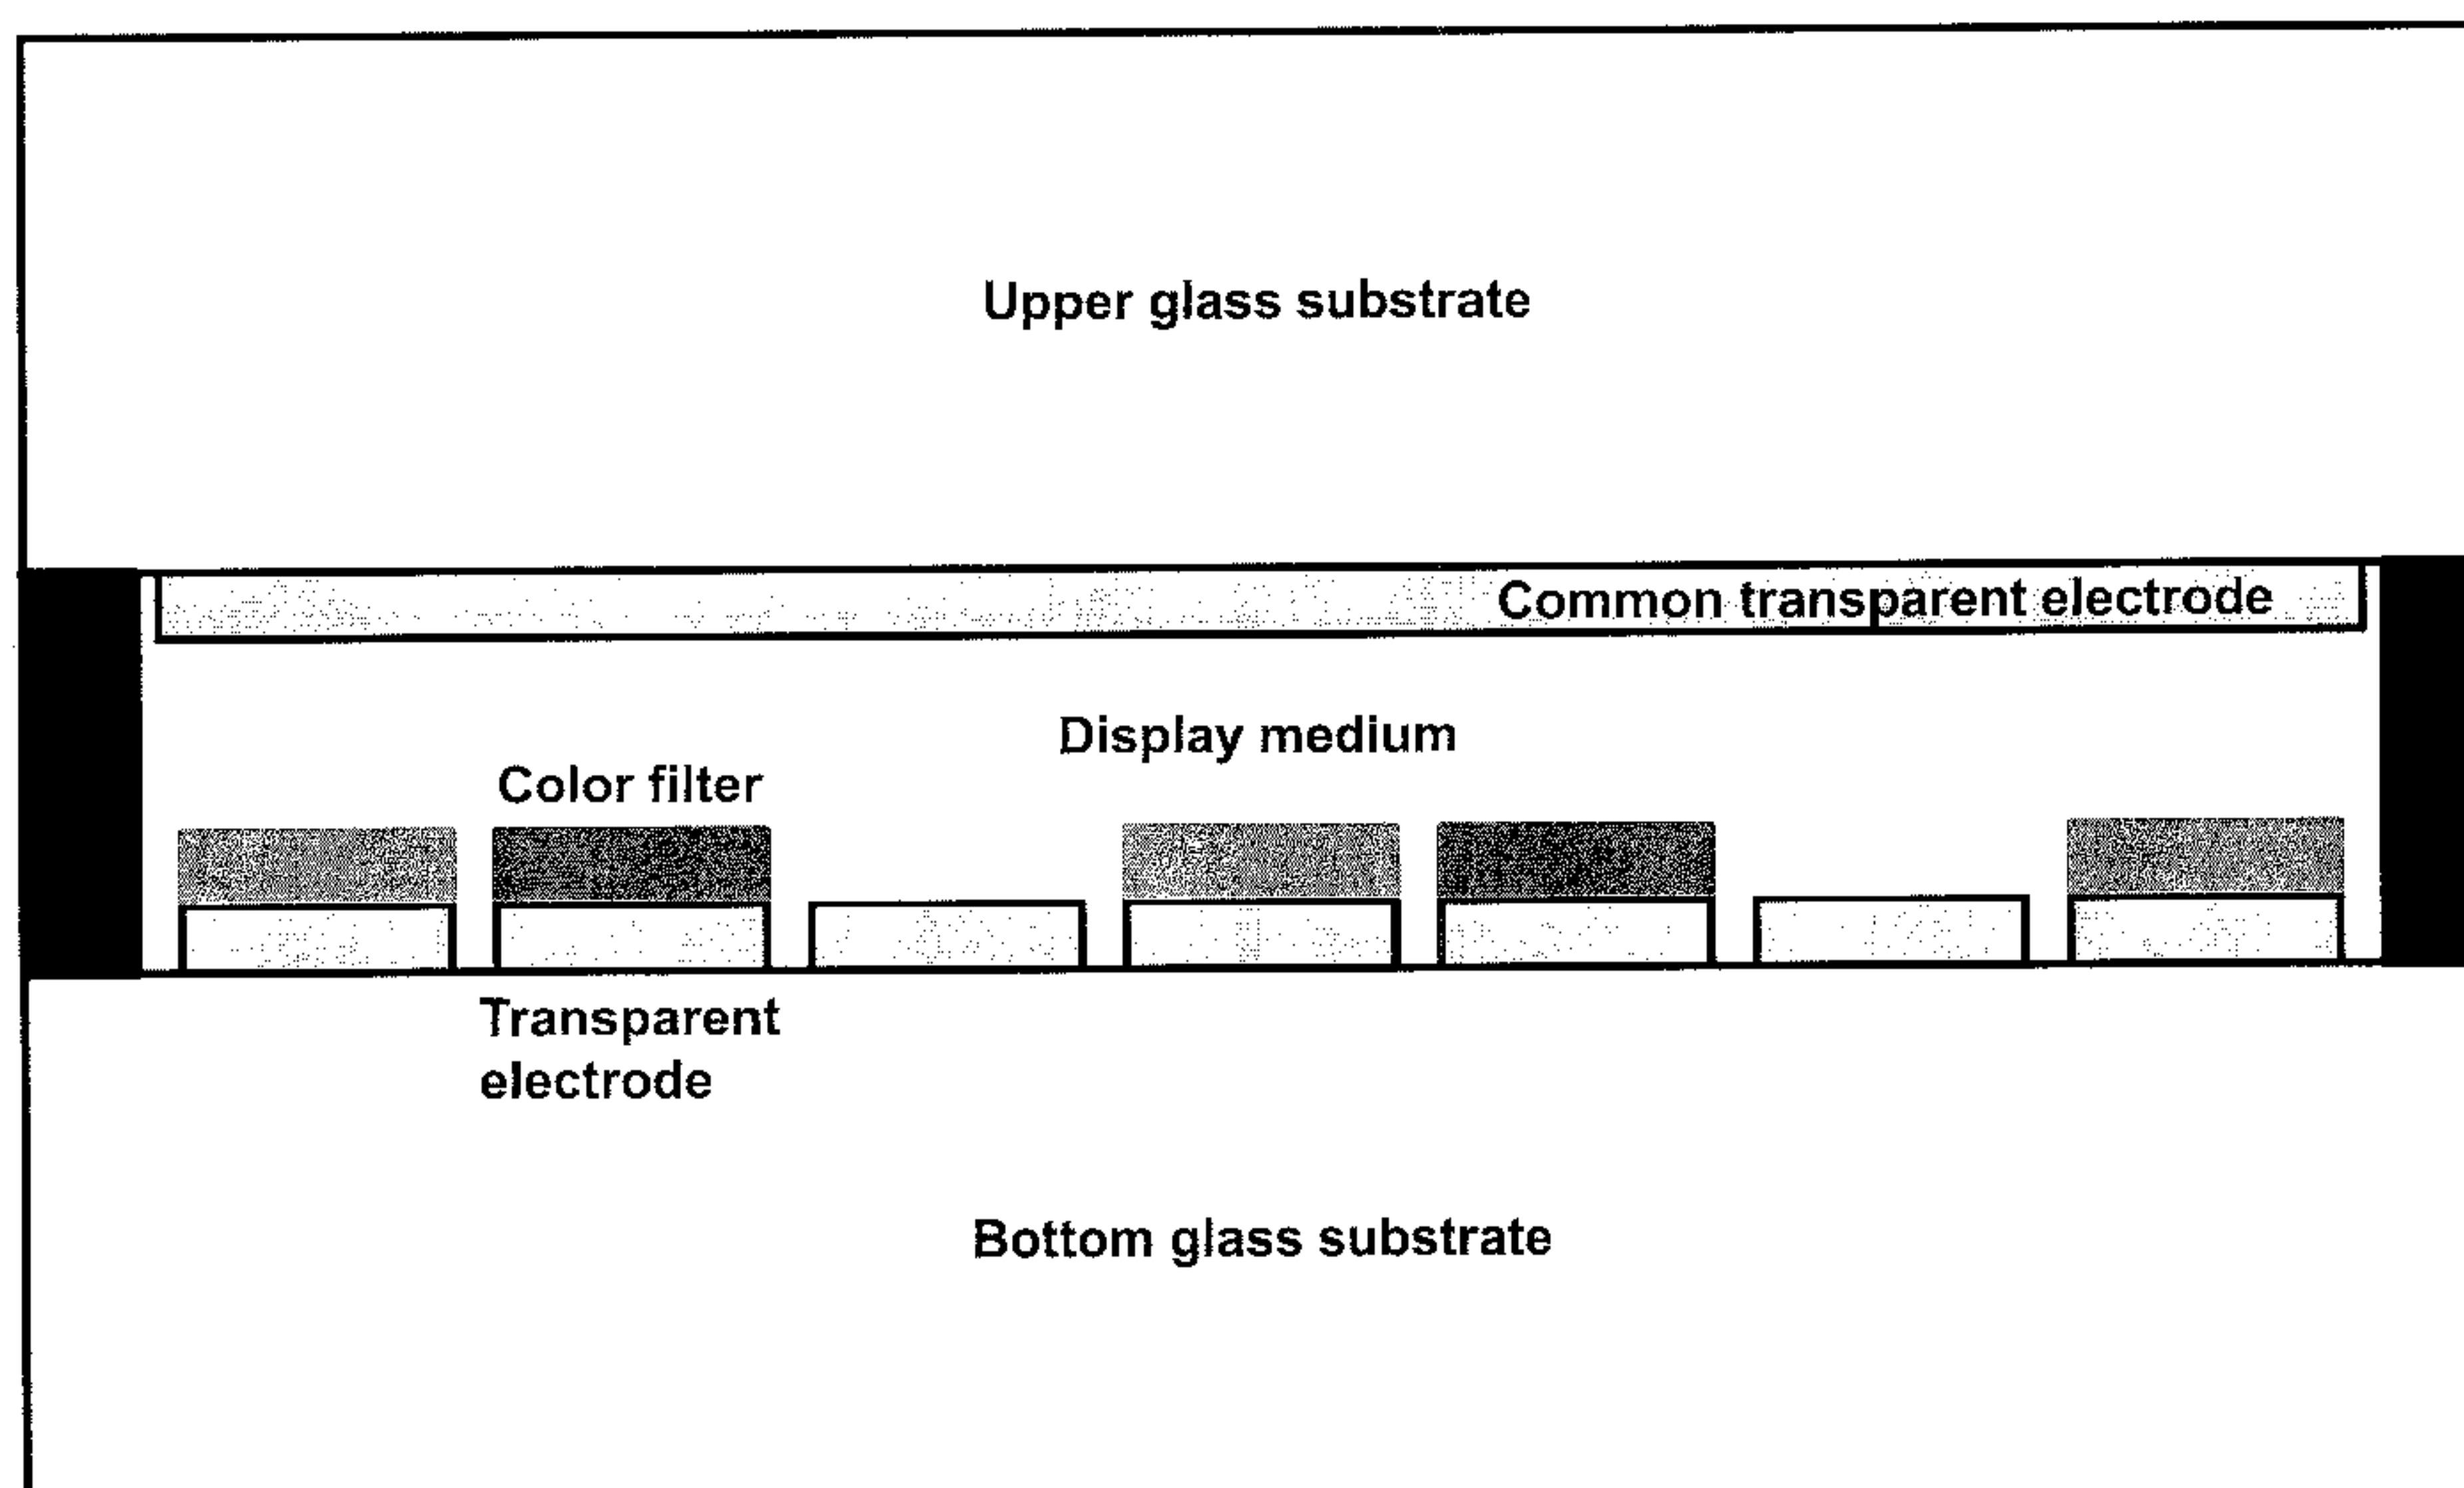 Upper glass substrate
Common transparent electrode
Display medium
Color filter
Transparent
electrode
Bottom glass substrate